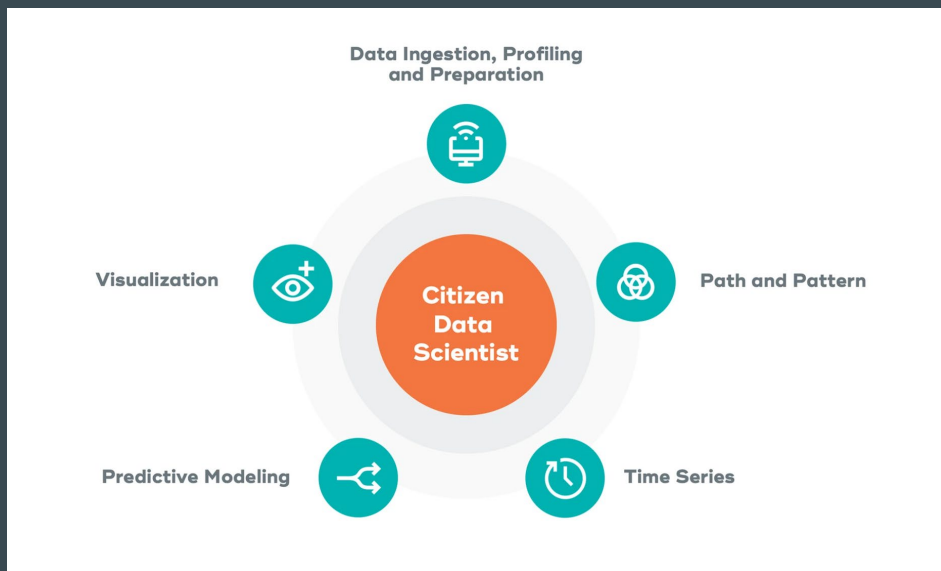 Data Ingestion, Profiling
and Preparation
Visualization
Citizen
Data
Scientist
Path and Pattern
Predictive Modeling
Time Series